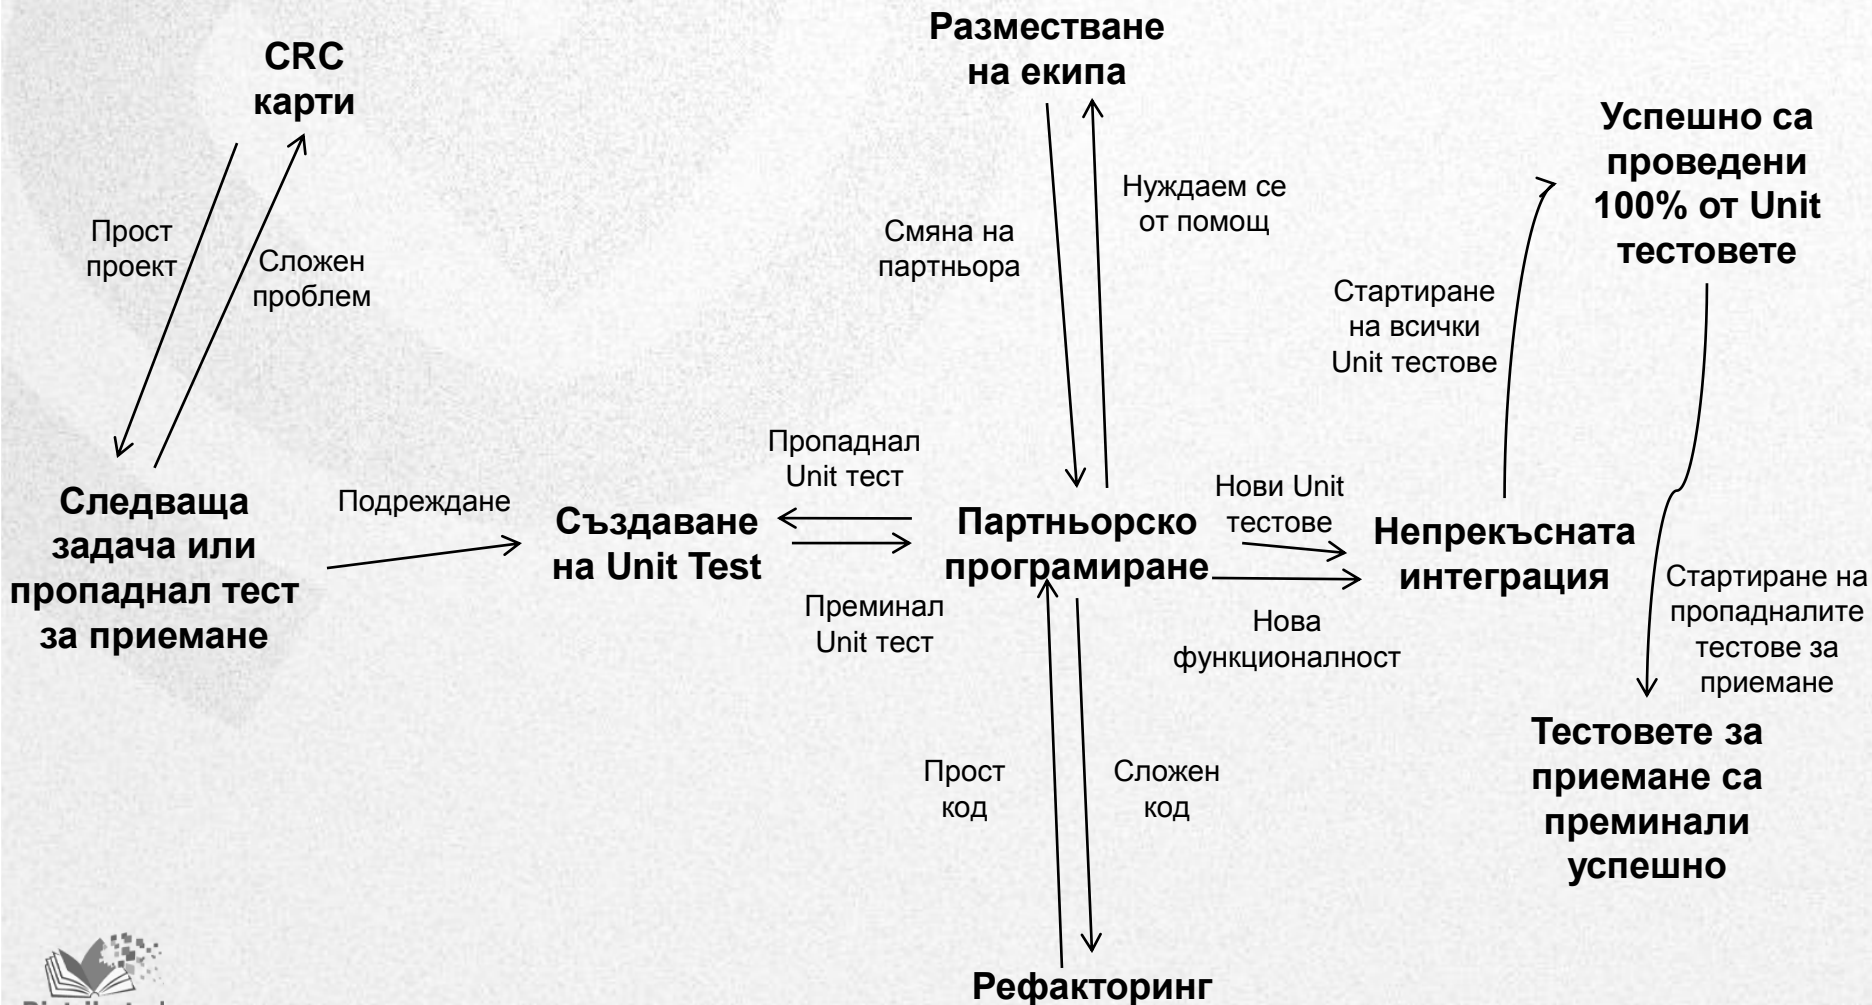 CRC
карти
Разместване
на екипа
Успешно са
проведени
100% от Unit
тестовете
Прост
проект
Сложен
проблем
Смяна на
партньора
Нуждаем се
от помощ
Стартиране
на всички
Unit тестове
Следваща
задача или
пропаднал тест
за приемане
Подреждане
Създаване
на Unit Test
Пропаднал
Unit тест
Преминал
Unit тест
Партньорско
програмиране
Нови Unit
тестове
Нова
функционалност
Непрекъсната
интеграция
Стартиране на
пропадналите
тестове за
приемане
Тестовете за
приемане са
преминали
успешно
Прост
код
Сложен
код
Рефакторинг